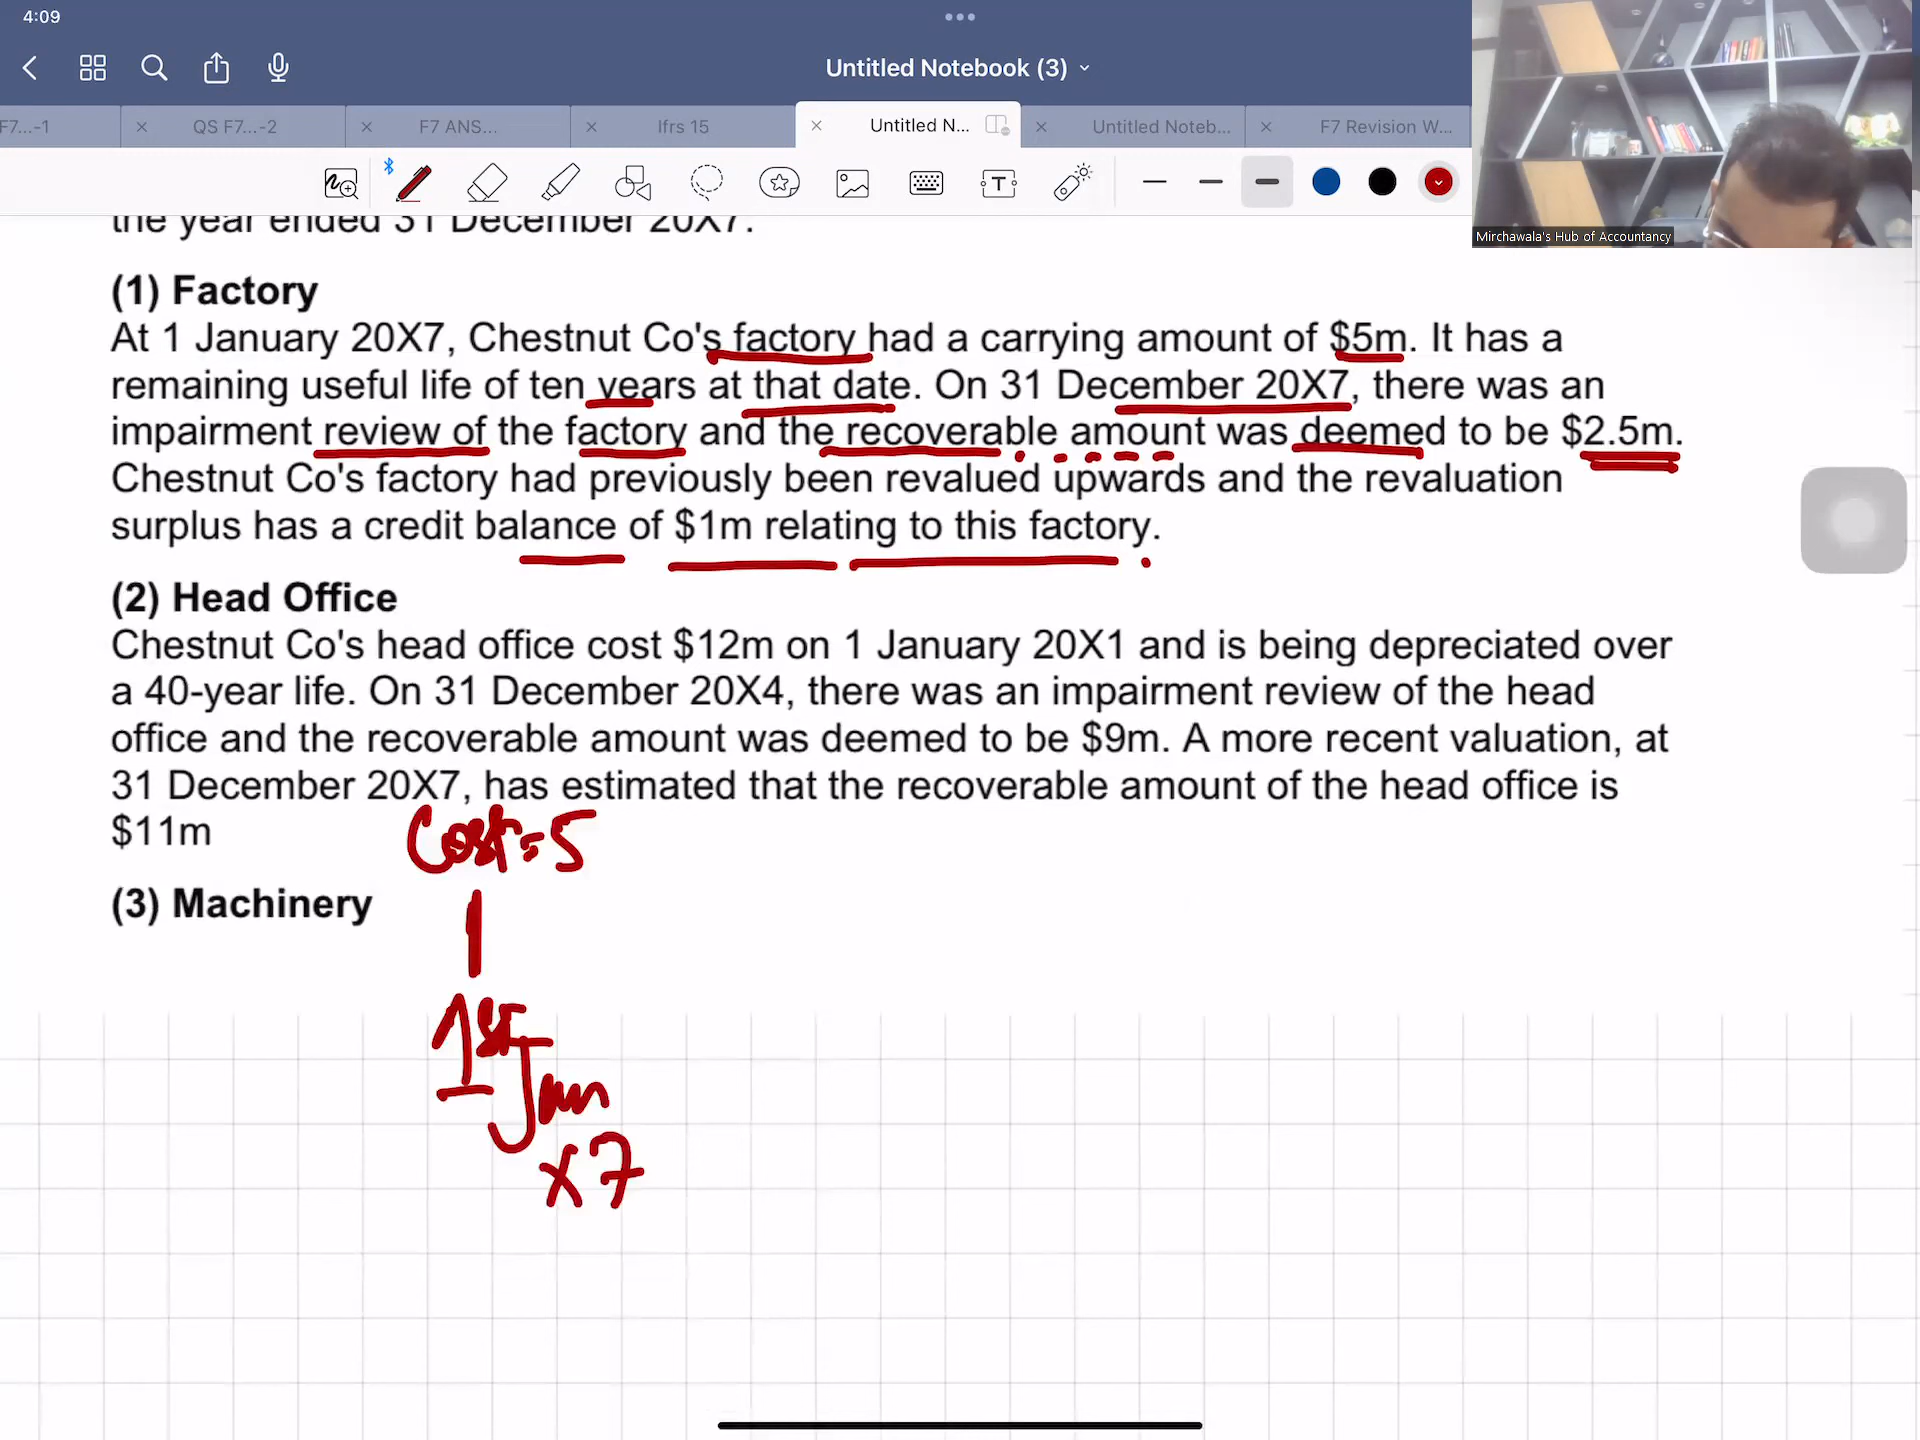 4:09
Untitled Notebook (3)
F7...-1
QS F7...-2
F7 ANS...
Ifrs 15
Untitled N...
Untitled Noteb...
F7 Revision W...
Mirchawala's Hub of Accountancy
the year ended 31 December 20X7.
(1) Factory
At 1 January 20X7, Chestnut Co's factory had a carrying amount of $5m. It has a
remaining useful life of ten years at that date. On 31 December 20X7, there was an
impairment review of the factory and the recoverable amount was deemed to be $2.5m.
Chestnut Co's factory had previously been revalued upwards and the revaluation
surplus has a credit balance of $1m relating to this factory.
(2) Head Office
Chestnut Co's head office cost $12m on 1 January 20X1 and is being depreciated over
a 40-year life. On 31 December 20X4, there was an impairment review of the head
office and the recoverable amount was deemed to be $9m. A more recent valuation, at
31 December 20X7, has estimated that the recoverable amount of the head office is
$11m
Cost=5
(3) Machinery
1st
Jan
x7